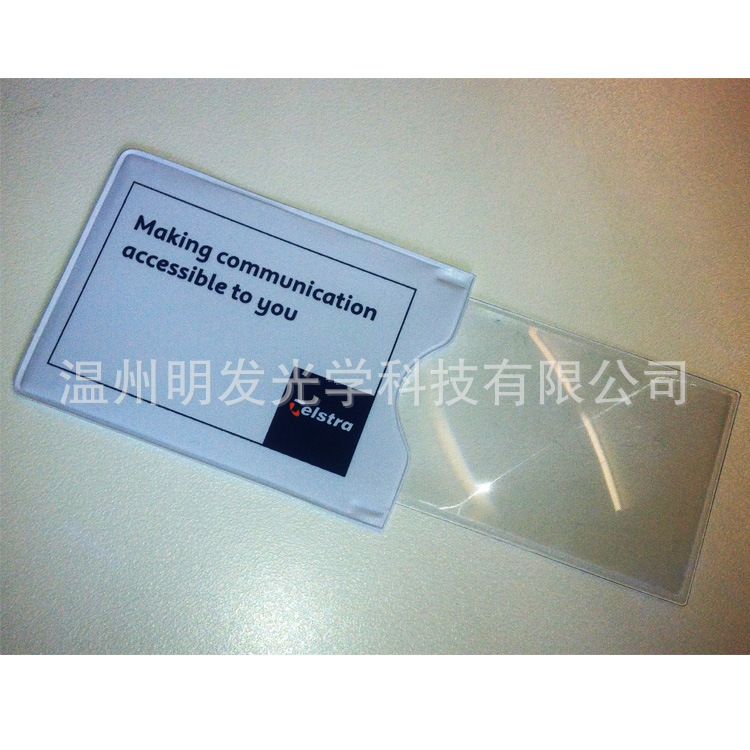 Making communication
accessible to you
温州明发光学科技有限公司
Telstra